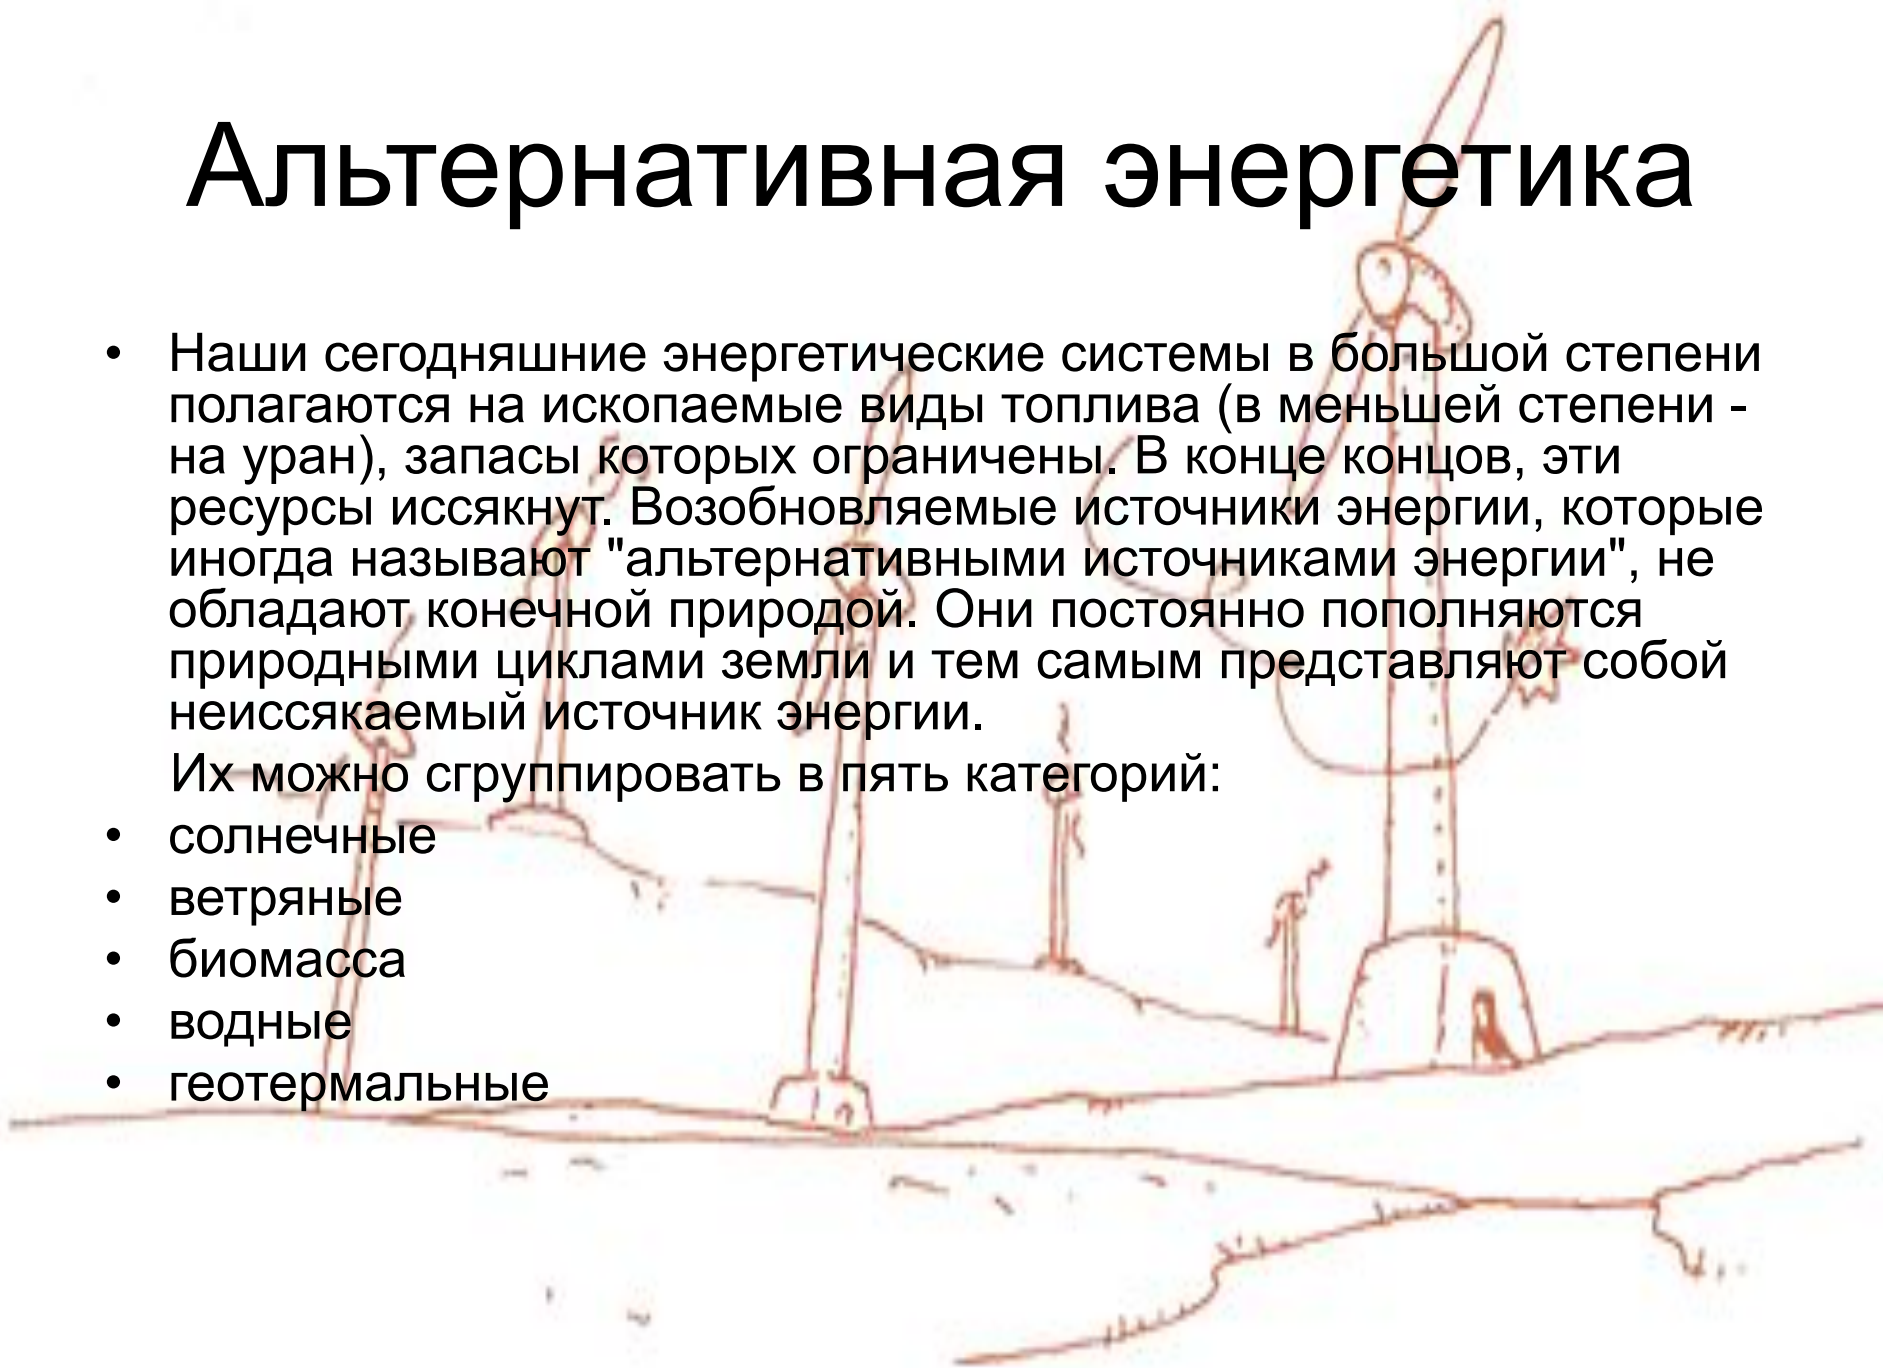 Альтернативная энергетика
• Наши сегодняшние энергетические системы в большой степени
полагаются на ископаемые виды топлива (в меньшей степени -
на уран), запасы которых ограничены. В конце концов, эти
ресурсы иссякнут. Возобновляемые источники энергии, которые
иногда называют "альтернативными источниками энергии", не
обладают конечной природой. Они постоянно пополняются
природными циклами земли и тем самым представляют собой
неиссякаемый источник энергии.
Их можно сгруппировать в пять категорий:
• солнечные
• ветряные
• биомасса
• водные
• геотермальные